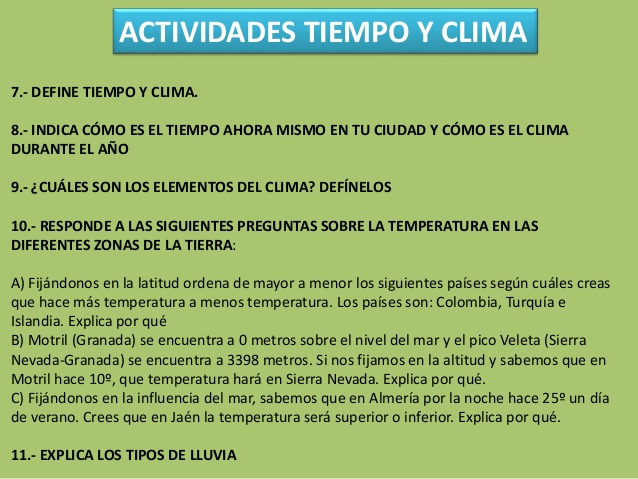 ACTIVIDADES TIEMPO Y CLIMA
7.- DEFINE TIEMPO Y CLIMA.
8.- INDICA CÓMO ES EL TIEMPO AHORA MISMO EN TU CIUDAD Y CÓMO ES EL CLIMA
DURANTE EL AÑO
9.- ¿CUÁLES SON LOS ELEMENTOS DEL CLIMA? DEFÍNELOS
10.- RESPONDE A LAS SIGUIENTES PREGUNTAS SOBRE LA TEMPERATURA EN LAS
DIFERENTES ZONAS DE LA TIERRA:
A) Fijándonos en la latitud ordena de mayor a menor los siguientes países según cuáles creas
que hace más temperatura a menos temperatura. Los países son: Colombia, Turquía e
Islandia. Explica por qué
B) Motril (Granada) se encuentra a 0 metros sobre el nivel del mar y el pico Veleta (Sierra
Nevada-Granada) se encuentra a 3398 metros. Si nos fijamos en la altitud y sabemos que en
Motril hace 10º, que temperatura hará en Sierra Nevada. Explica por qué.
C) Fijándonos en la influencia del mar, sabemos que en Almería por la noche hace 25º un día
de verano. Crees que en Jaén la temperatura será superior o inferior. Explica por qué.
11.- EXPLICA LOS TIPOS DE LLUVIA